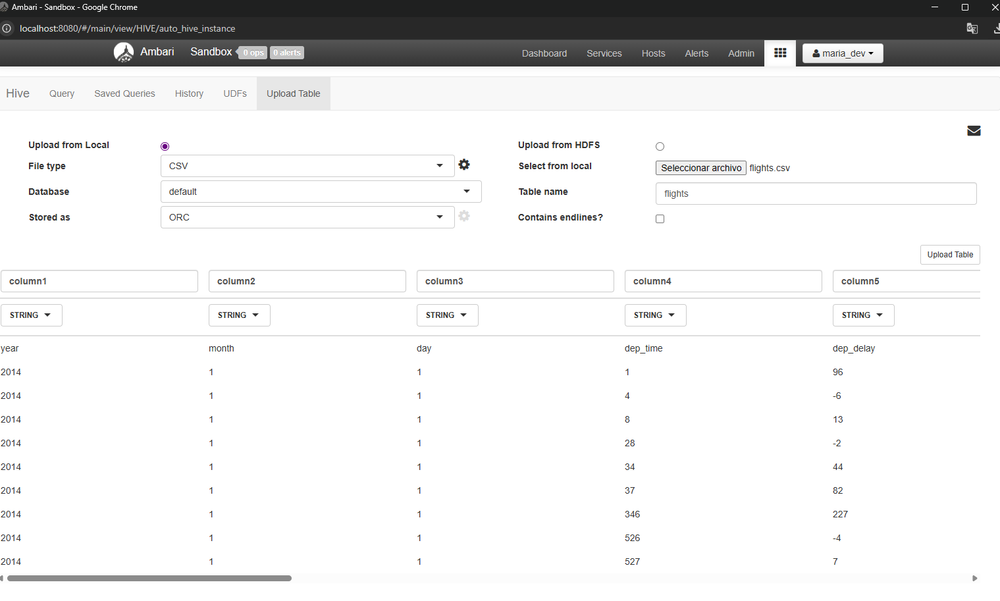 Ambari - Sandbox - Google Chrome
localhost:8080/#/main/view/HIVE/auto_hive_instance
Ambari Sandbox 0 ops 0 alerts Dashboard Services Hosts Alerts Admin maria_dev
Hive Query Saved Queries History UDFs Upload Table
Upload from Local Upload from HDFS
File type CSV Select from local Seleccionar archivo flights.csv
Database default Table name flights
Stored as ORC Contains endlines?
Upload Table
column1 column2 column3 column4 column5
STRING STRING STRING STRING STRING
year month day dep_time dep_delay
2014 1 1 1 96
2014 1 1 4 -6
2014 1 1 8 13
2014 1 1 28 -2
2014 1 1 34 44
2014 1 1 37 82
2014 1 1 346 227
2014 1 1 526 -4
2014 1 1 527 7